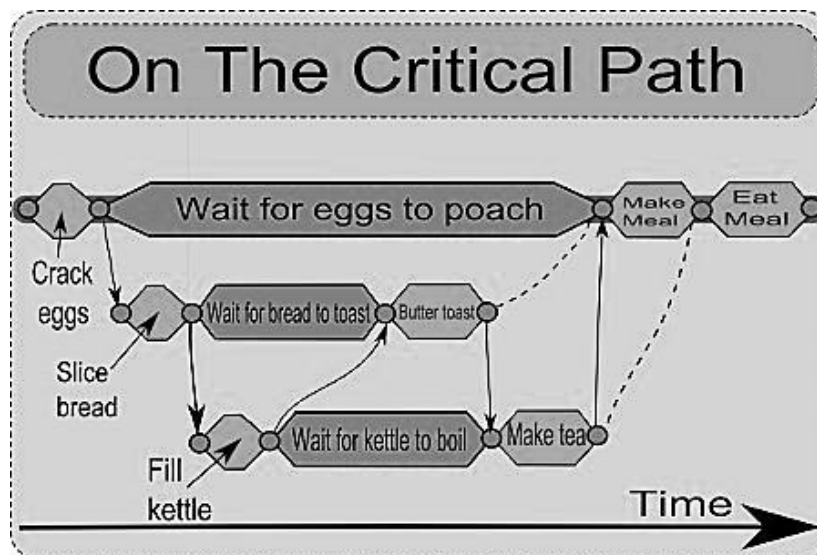 On The Critical Path
Wait for eggs to poach
Make
Meal
Eat
Meal
Crack
eggs
Wait for bread to toast
Butter toast
Slice
bread
Wait for kettle to boil
Make tea
Fill
kettle
Time